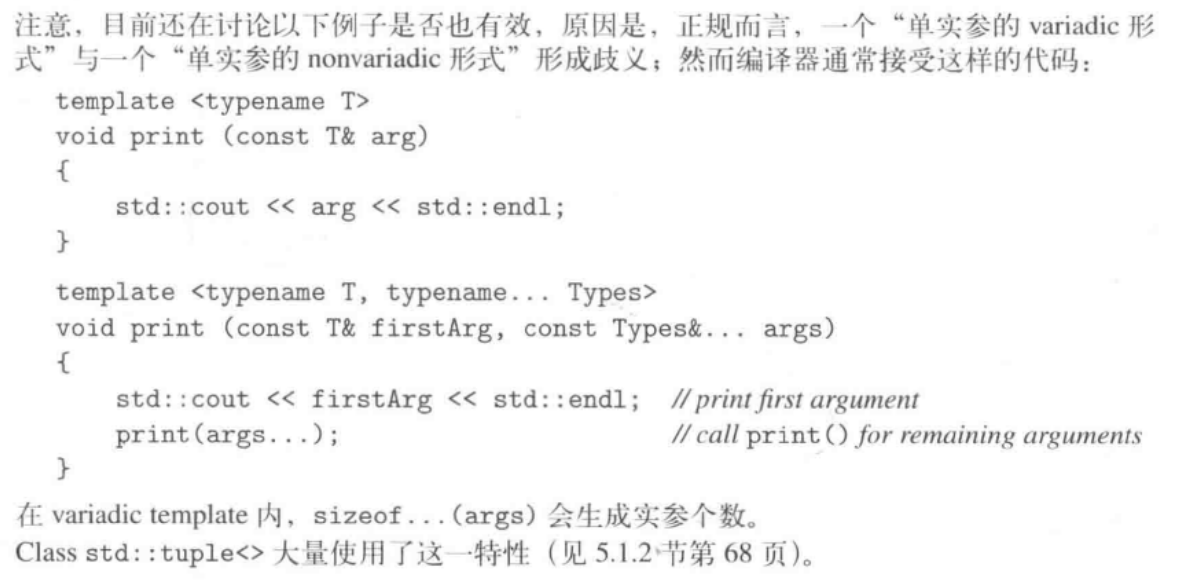 注意，目前还在讨论以下例子是否也有效，原因是，正规而言，一个“单实参的 variadic 形
式”与一个“单实参的 nonvariadic 形式”形成歧义；然而编译器通常接受这样的代码：
template <typename T>
void print (const T& arg)
{
    std::cout << arg << std::endl;
}
template <typename T, typename... Types>
void print (const T& firstArg, const Types&... args)
{
    std::cout << firstArg << std::endl;  // print first argument
    print(args...);                      // call print() for remaining arguments
}
在 variadic template 内，sizeof...(args) 会生成实参个数。
Class std::tuple<> 大量使用了这一特性（见 5.1.2 节第 68 页）。